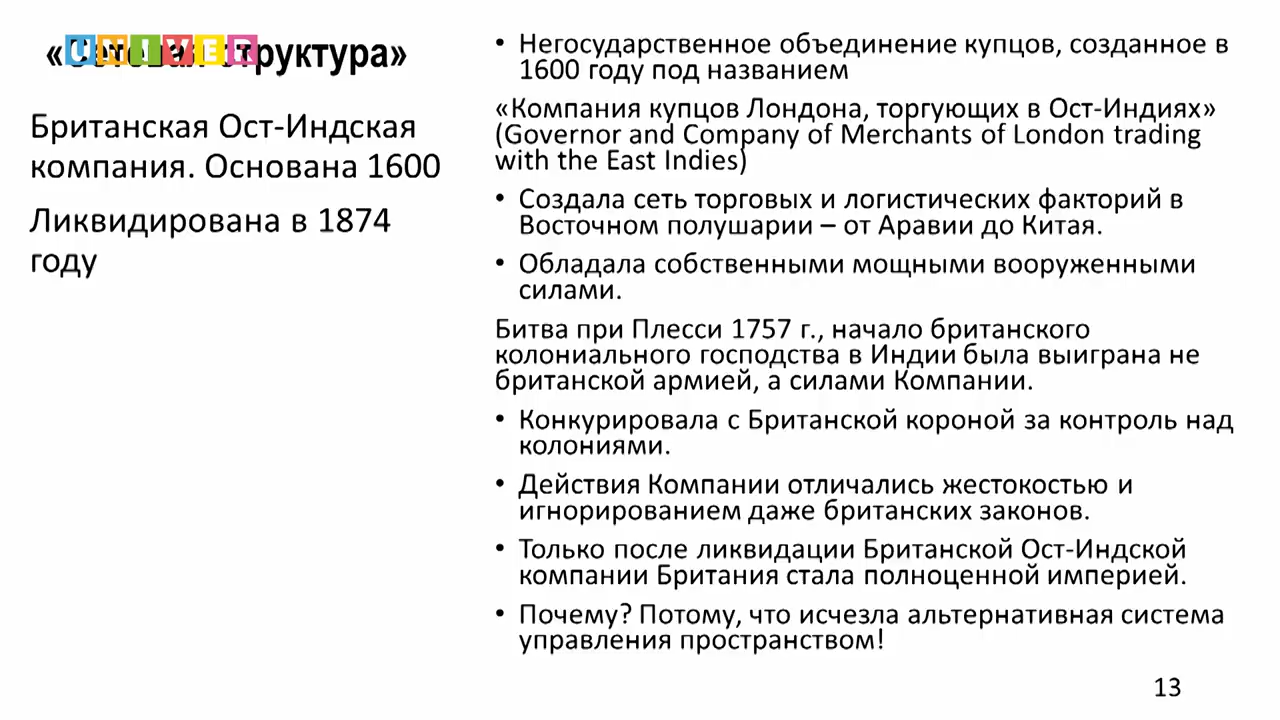 «Сетевая структура»
UNIVER
Британская Ост-Индская
компания. Основана 1600
Ликвидирована в 1874
году
• Негосударственное объединение купцов, созданное в
1600 году под названием
«Компания купцов Лондона, торгующих в Ост-Индиях»
(Governor and Company of Merchants of London trading
with the East Indies)
• Создала сеть торговых и логистических факторий в
Восточном полушарии – от Аравии до Китая.
• Обладала собственными мощными вооруженными
силами.
Битва при Плесси 1757 г., начало британского
колониального господства в Индии была выиграна не
британской армией, а силами Компании.
• Конкурировала с Британской короной за контроль над
колониями.
• Действия Компании отличались жестокостью и
игнорированием даже британских законов.
• Только после ликвидации Британской Ост-Индской
компании Британия стала полноценной империей.
• Почему? Потому, что исчезла альтернативная система
управления пространством!
13